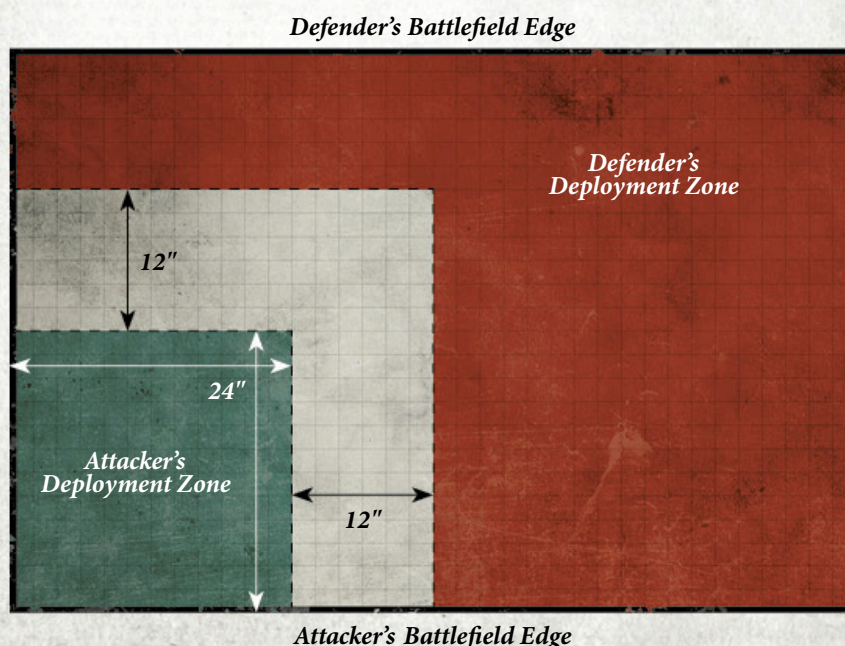 Defender’s Battlefield Edge
Defender’s
Deployment Zone
12"
24"
Attacker’s
Deployment Zone
12"
Attacker’s Battlefield Edge